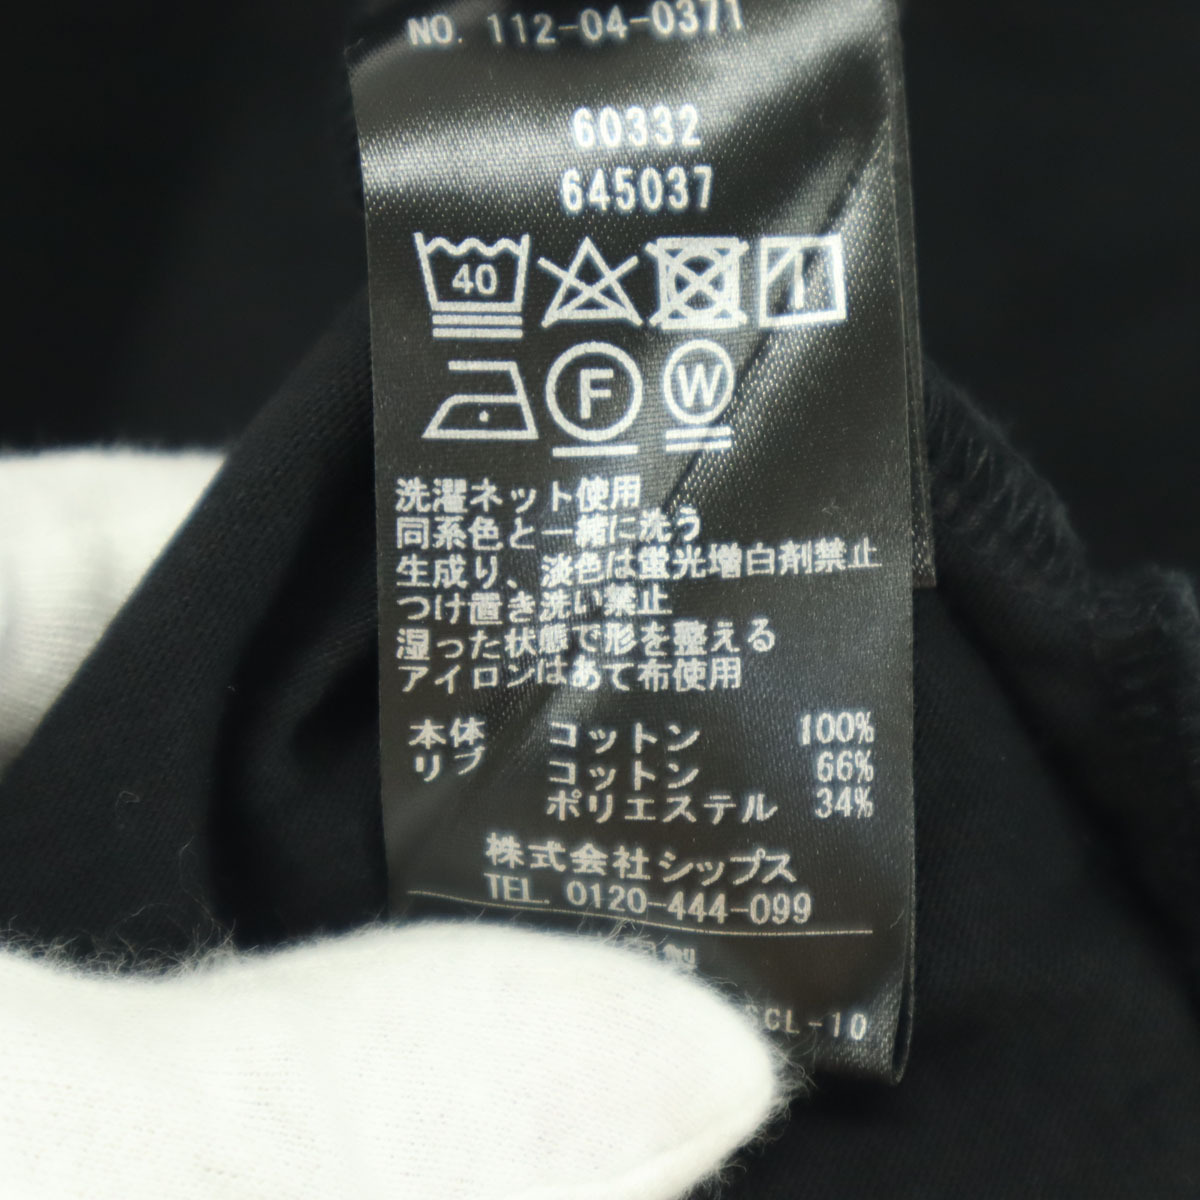 NO. 112-04-0371
60332
645037
40
F W
洗濯ネット使用
同系色と一緒に洗う
生成り、淡色は蛍光増白剤禁止
つけ置き洗い禁止
湿った状態で形を整える
アイロンはあて布使用
本体 コットン 100%
リブ コットン 66%
ポリエステル 34%
株式会社シップス
TEL. 0120-444-099
国製
SCL-10